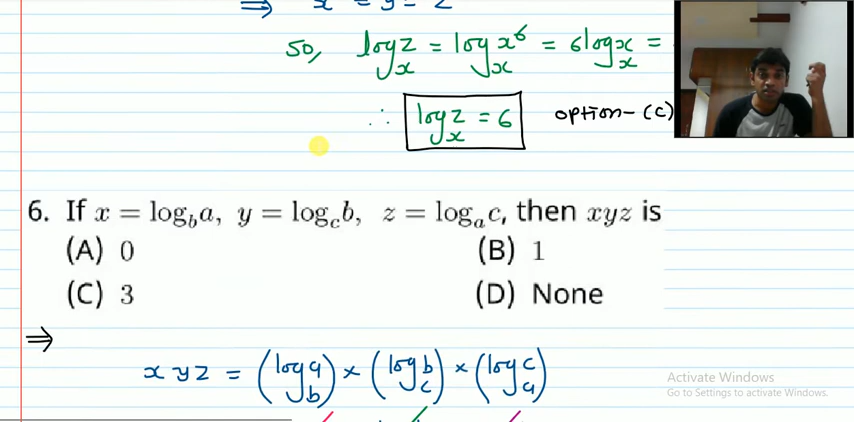 ⇒ x = y = z
so, log_x z = log_x x^6 = 6 log_x x =
∴ log_x z = 6 option-(c)
6. If x = log_b a, y = log_c b, z = log_a c, then xyz is
(A) 0 (B) 1
(C) 3 (D) None
⇒
xyz = (log_b a) × (log_c b) × (log_a c)
Activate Windows
Go to Settings to activate Windows.